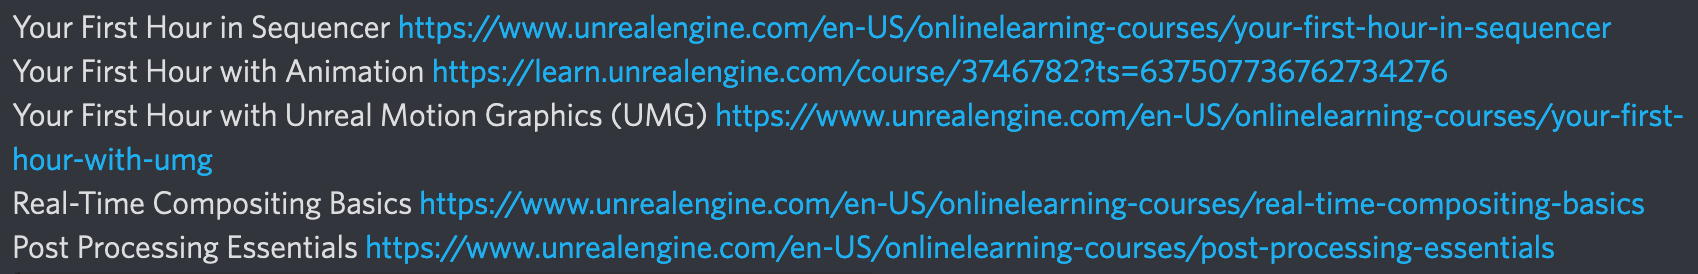 Your First Hour in Sequencer https://www.unrealengine.com/en-US/onlinelearning-courses/your-first-hour-in-sequencer
Your First Hour with Animation https://learn.unrealengine.com/course/3746782?ts=637507736762734276
Your First Hour with Unreal Motion Graphics (UMG) https://www.unrealengine.com/en-US/onlinelearning-courses/your-first-
hour-with-umg
Real-Time Compositing Basics https://www.unrealengine.com/en-US/onlinelearning-courses/real-time-compositing-basics
Post Processing Essentials https://www.unrealengine.com/en-US/onlinelearning-courses/post-processing-essentials